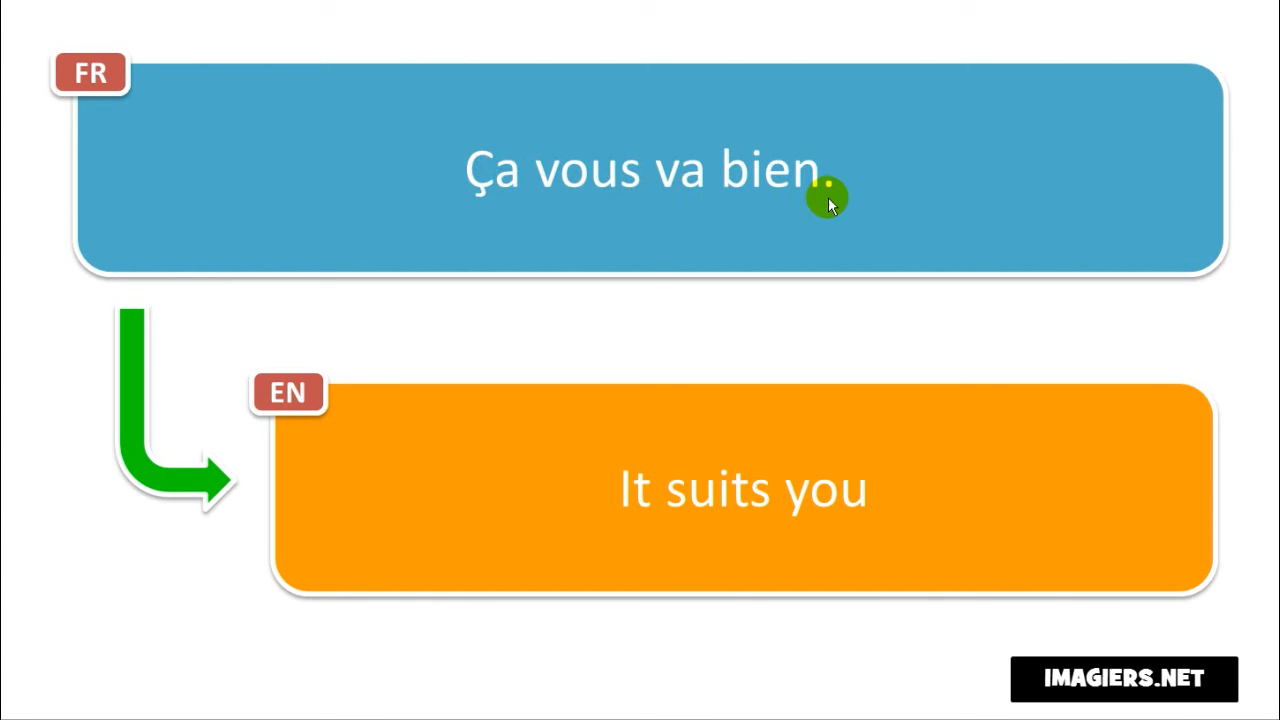 FR
Ça vous va bien.
EN
It suits you
IMAGIERS.NET